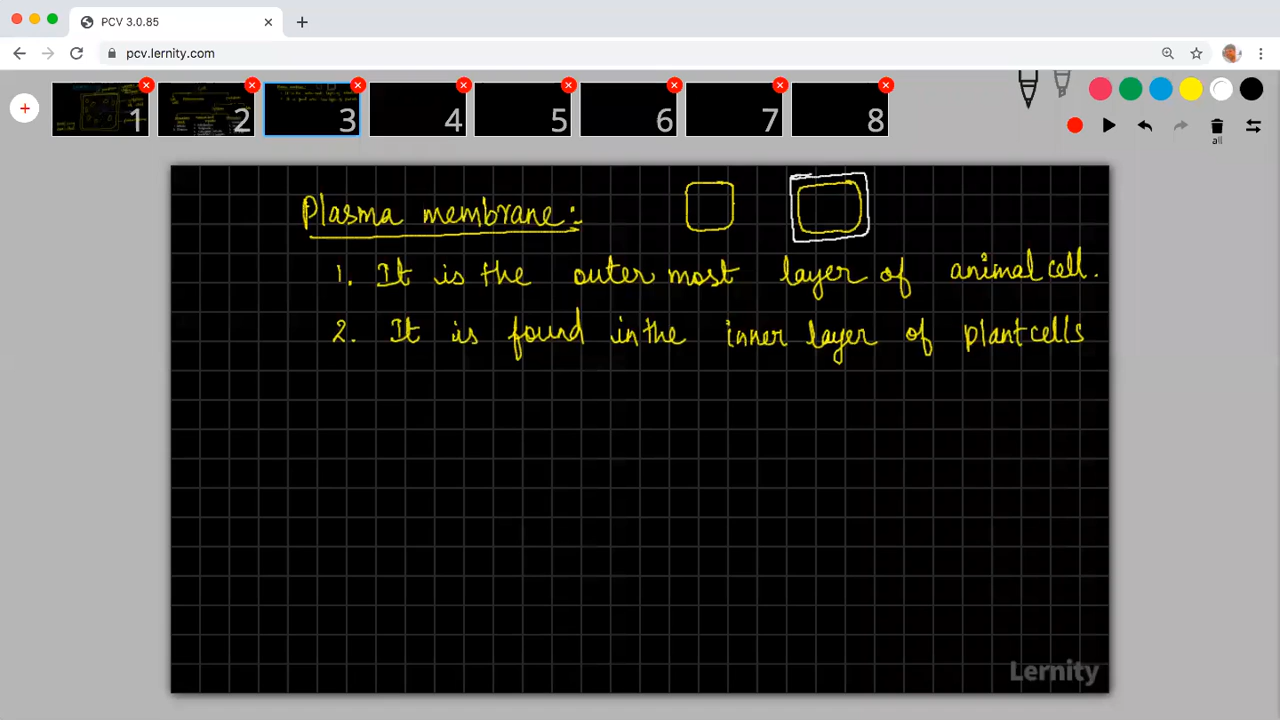 PCV 3.0.85
pcv.lernity.com
1 2 3 4 5 6 7 8
all
Plasma membrane:-
1. It is the outer most layer of animal cell.
2. It is found in the inner layer of plant cells
Lernity